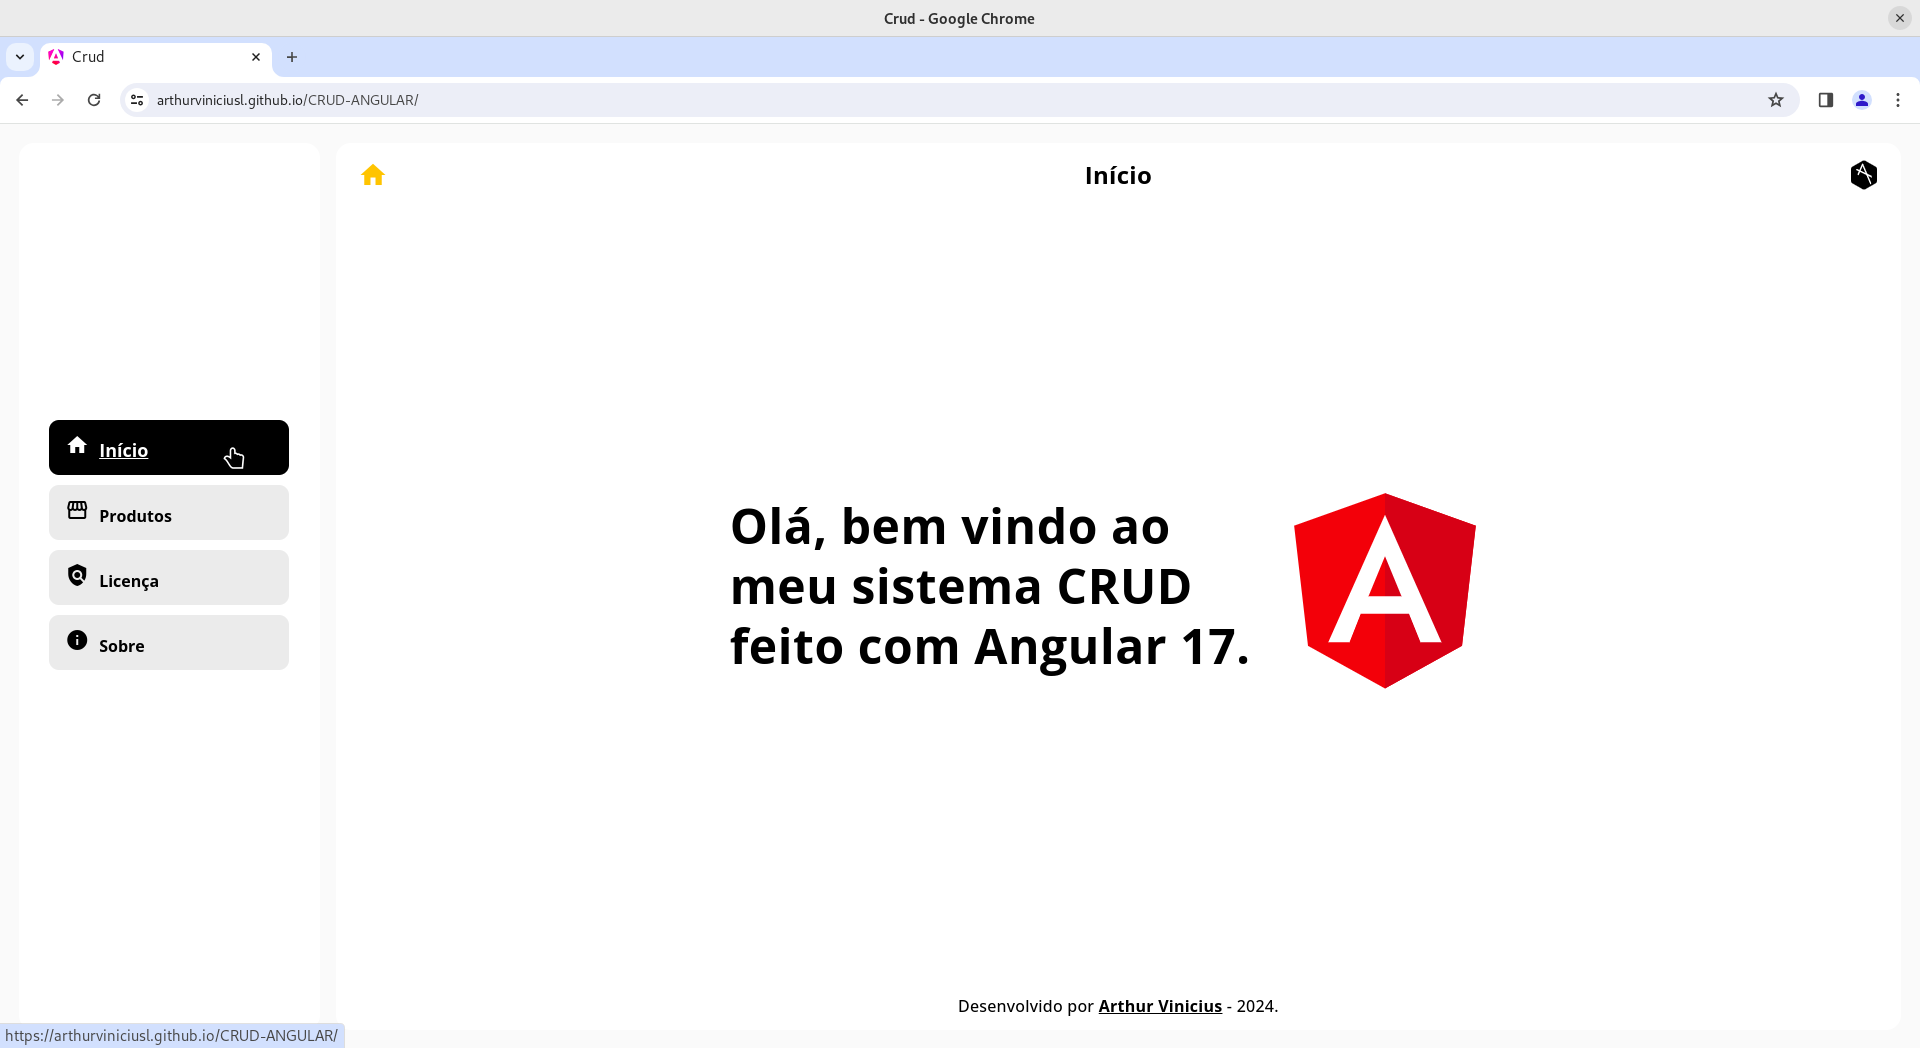 Crud - Google Chrome
Crud
arthurviniciusl.github.io/CRUD-ANGULAR/
Início
Início
Produtos
Licença
Sobre
Olá, bem vindo ao
meu sistema CRUD
feito com Angular 17.
Desenvolvido por Arthur Vinicius - 2024.
https://arthurviniciusl.github.io/CRUD-ANGULAR/